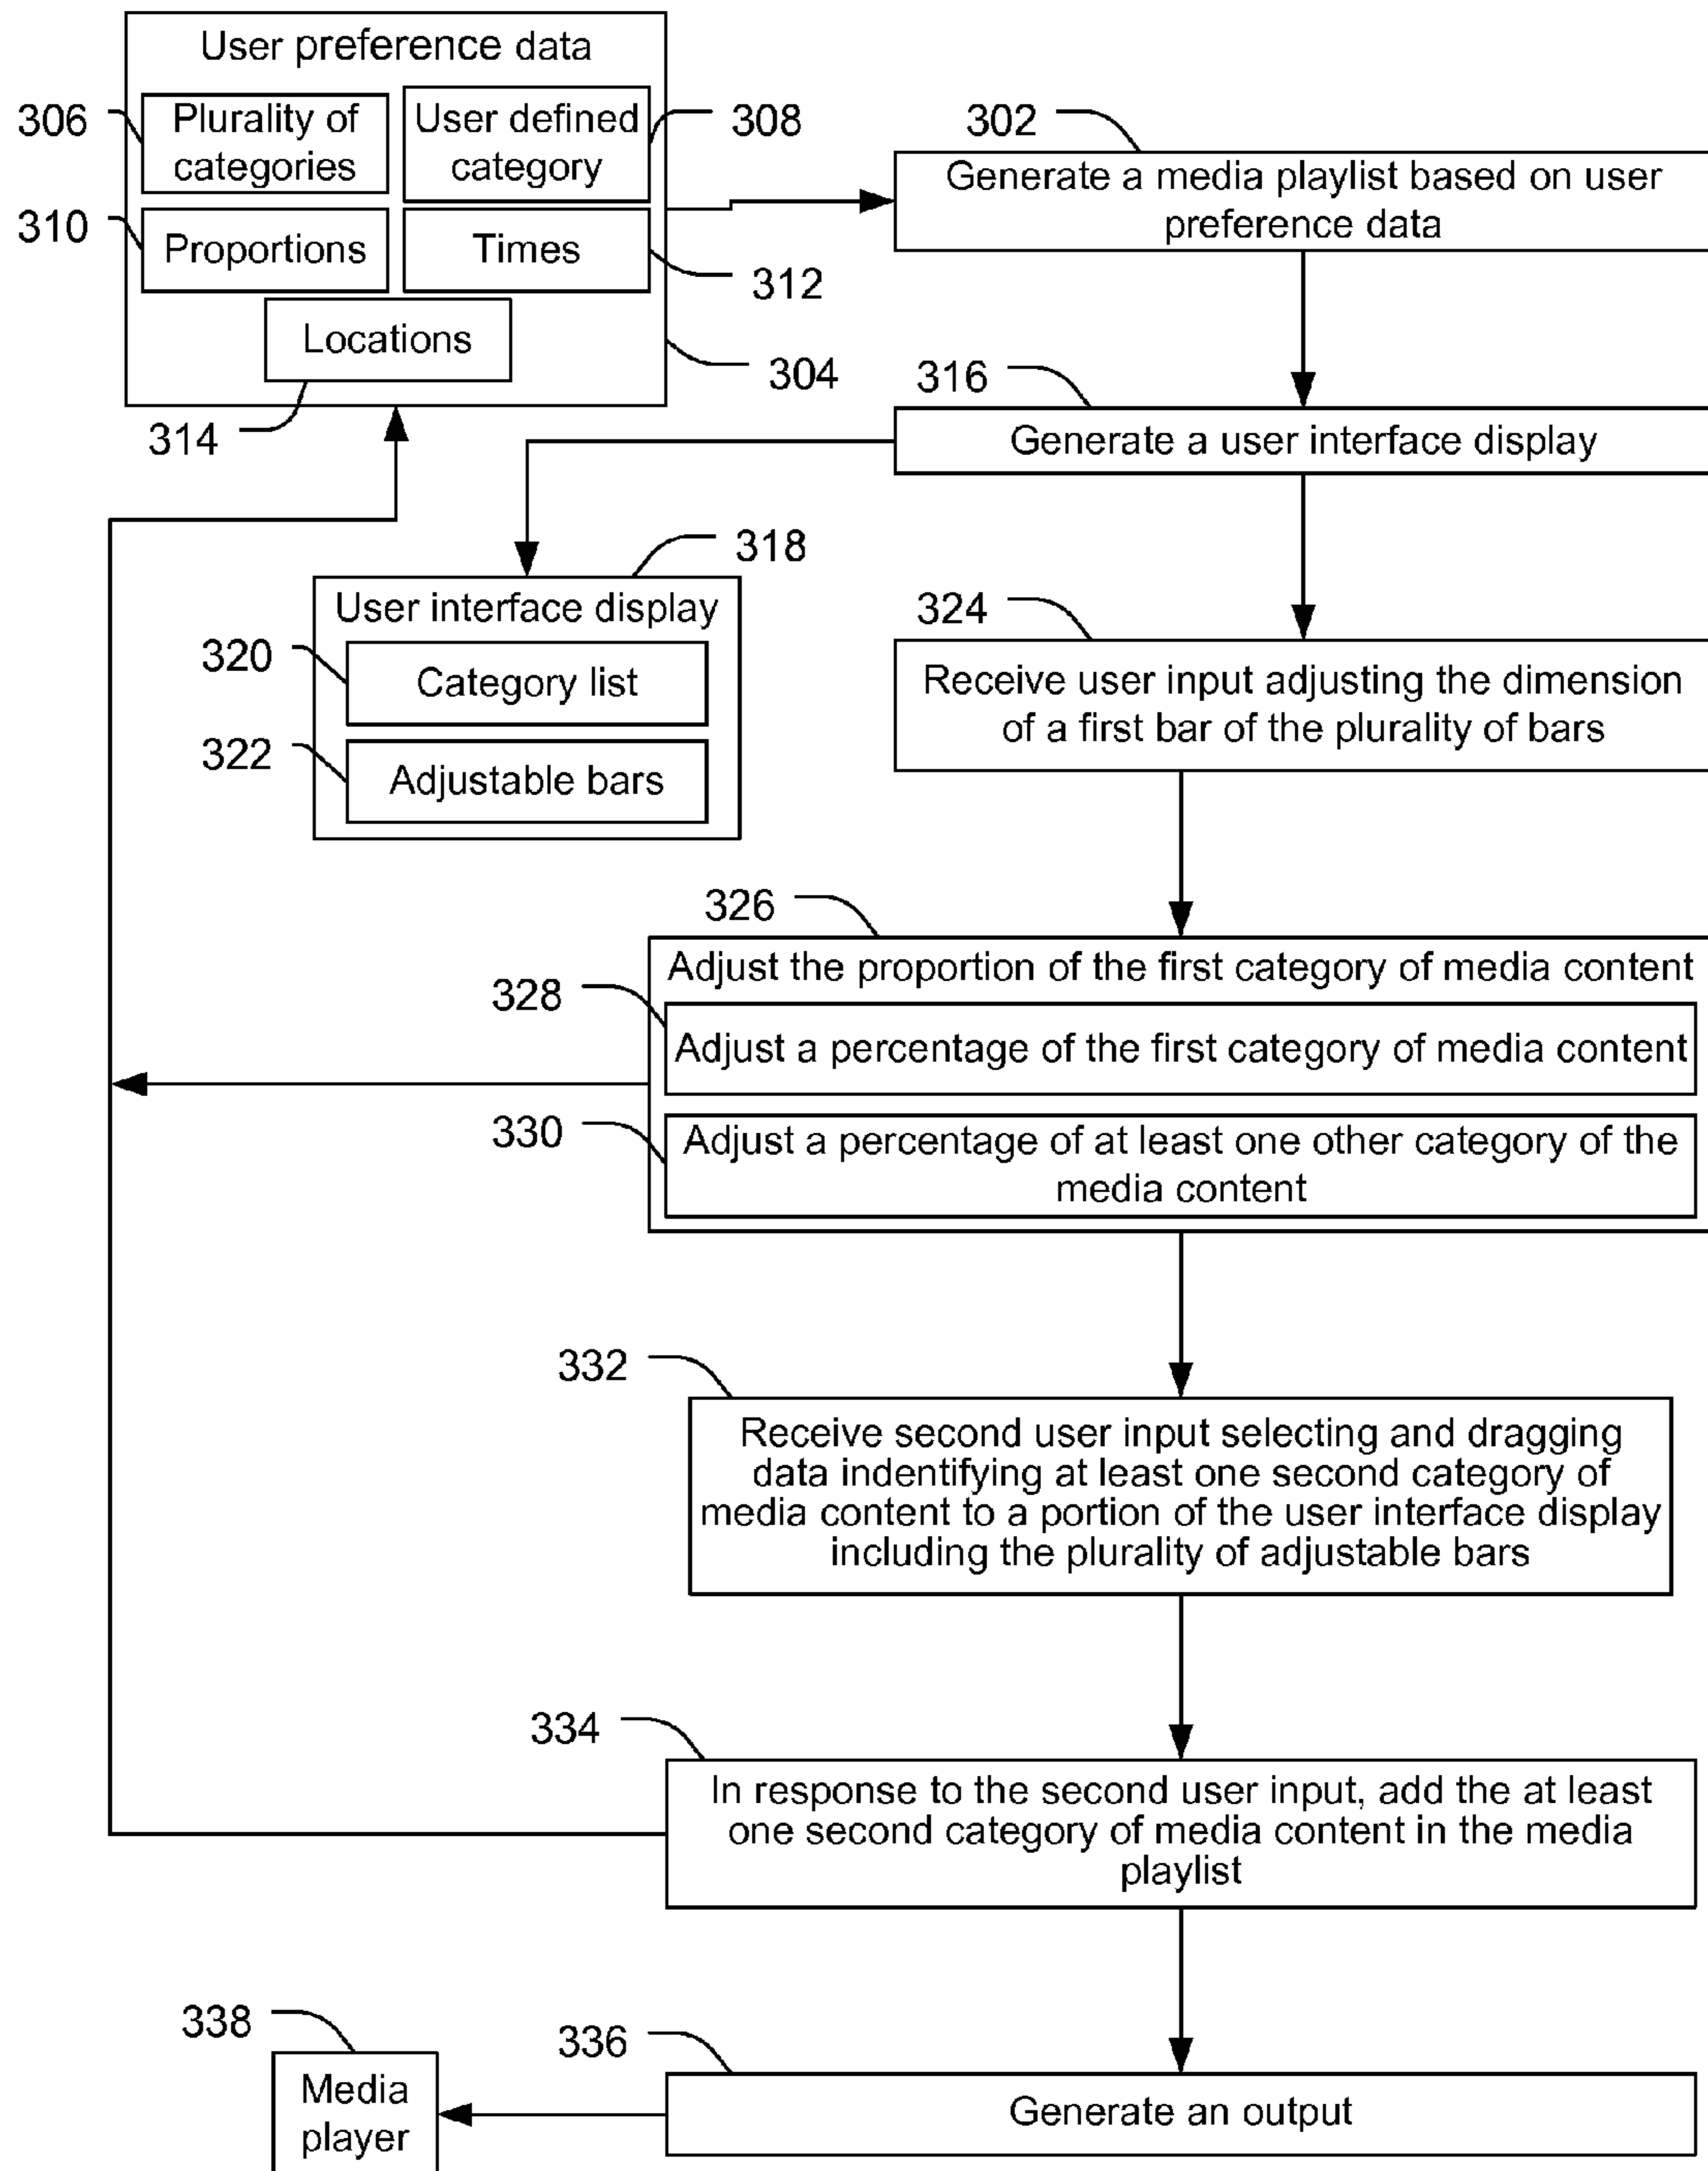 User preference data
306
Plurality of
categories
User defined
category
308
310
Proportions
Times
312
Locations
304
314
302
Generate a media playlist based on user
preference data
316
Generate a user interface display
318
User interface display
320
Category list
322
Adjustable bars
324
Receive user input adjusting the dimension
of a first bar of the plurality of bars
326
Adjust the proportion of the first category of media content
328
Adjust a percentage of the first category of media content
330
Adjust a percentage of at least one other category of the
media content
332
Receive second user input selecting and dragging
data indentifying at least one second category of
media content to a portion of the user interface display
including the plurality of adjustable bars
334
In response to the second user input, add the at least
one second category of media content in the media
playlist
336
Generate an output
338
Media
player